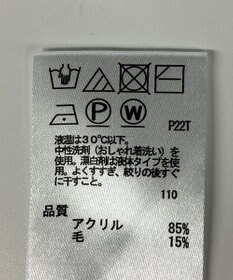 P W
P22T
液温は30℃以下。
中性洗剤(おしゃれ着洗い)を
使用。漂白剤は液体タイプを使
用。よくすすぎ、絞りの後すぐ
に干すこと。
110
品質
アクリル 85%
毛 15%